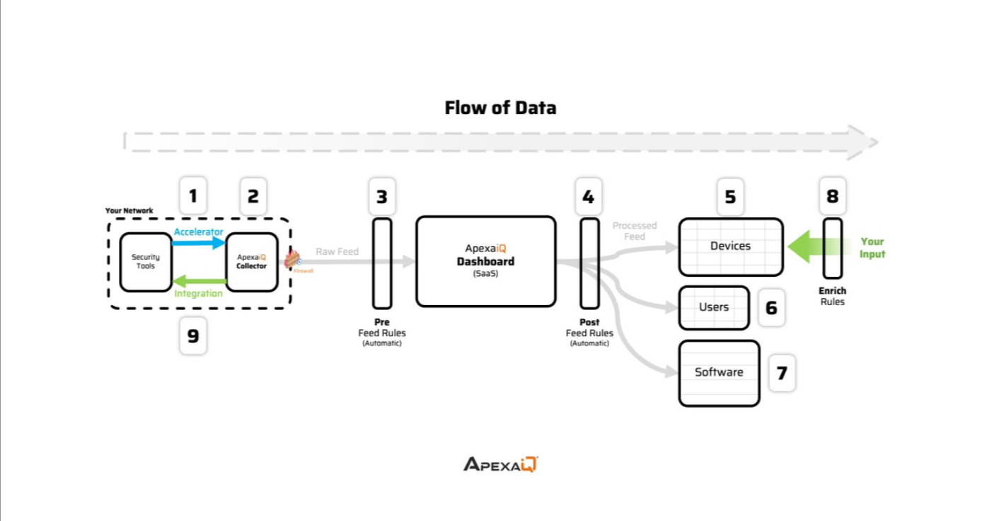 Flow of Data
1
2
3
4
5
8
Your Network
Accelerator
Security
Tools
ApexaiQ
Collector
Integration
Firewall
9
Raw Feed
Pre
Feed Rules
(Automatic)
ApexaiQ
Dashboard
(SaaS)
Post
Feed Rules
(Automatic)
Processed
Feed
Devices
Users
6
Software
7
Your
Input
Enrich
Rules
APEXAiQ